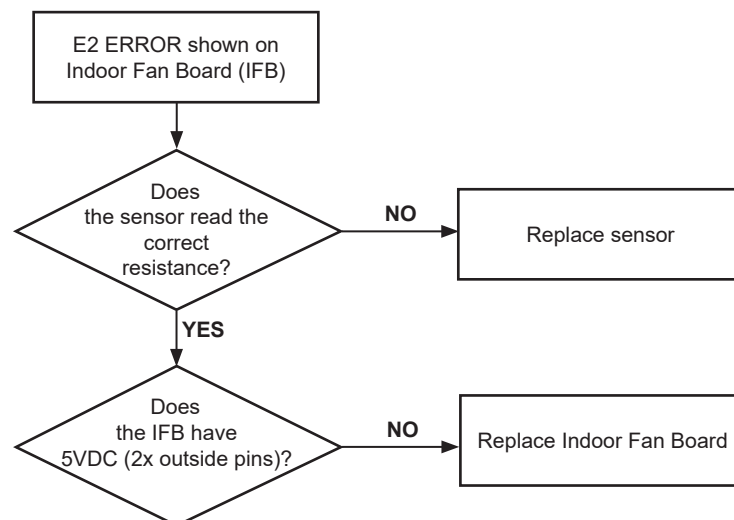 E2 ERROR shown on
Indoor Fan Board (IFB)
Does
the sensor read the
correct
resistance?
NO
Replace sensor
YES
Does
the IFB have
5VDC (2x outside pins)?
NO
Replace Indoor Fan Board